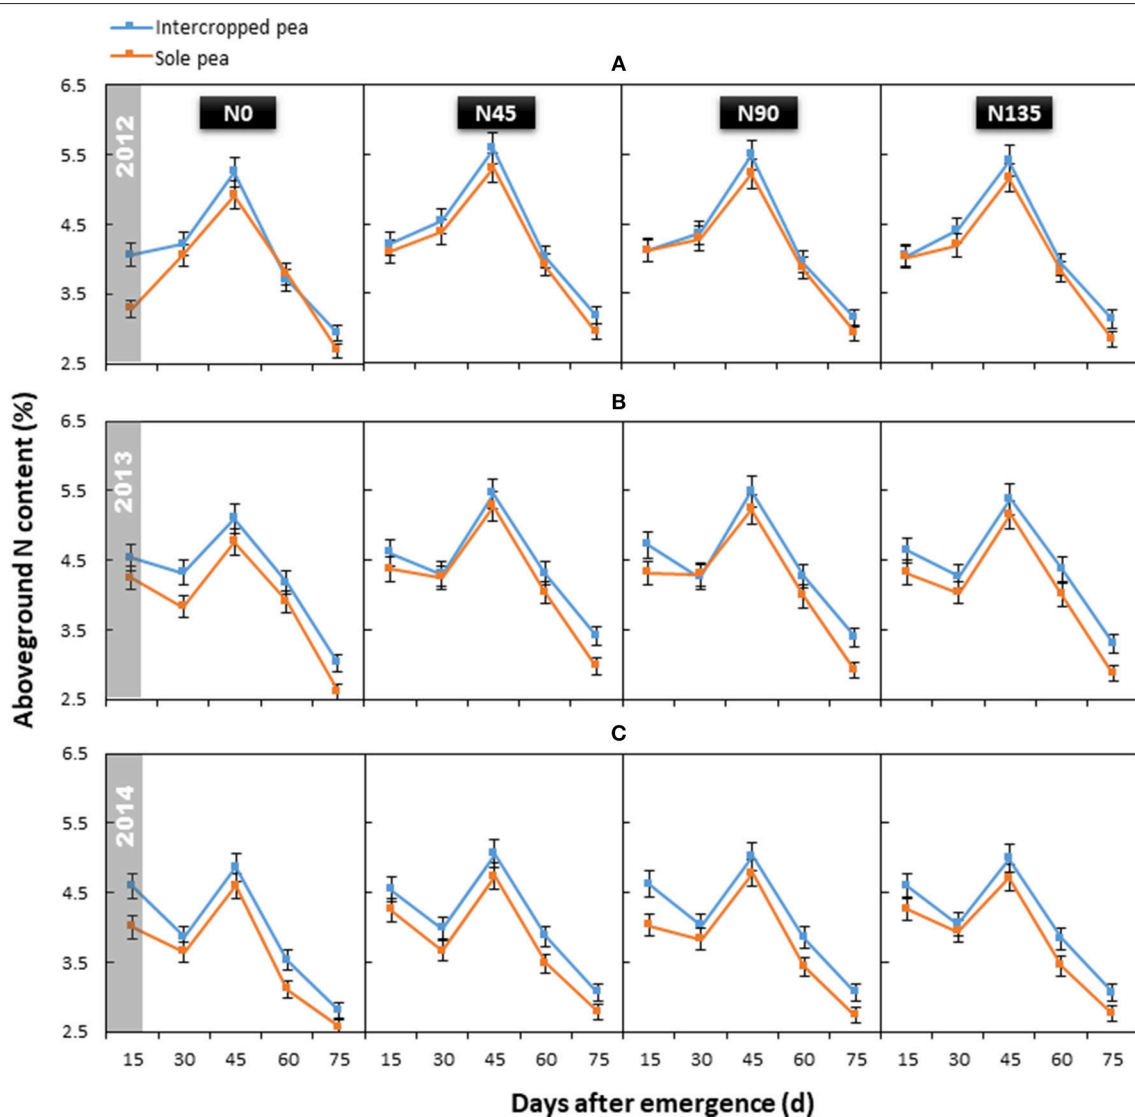 Intercropped pea
Sole pea
A
6.5
5.5
4.5
3.5
2.5
2012
N0
N45
N90
N135
B
6.5
5.5
4.5
3.5
2.5
2013
C
6.5
5.5
4.5
3.5
2.5
2014
Aboveground N content (%)
15 30 45 60 75 15 30 45 60 75 15 30 45 60 75 15 30 45 60 75
Days after emergence (d)